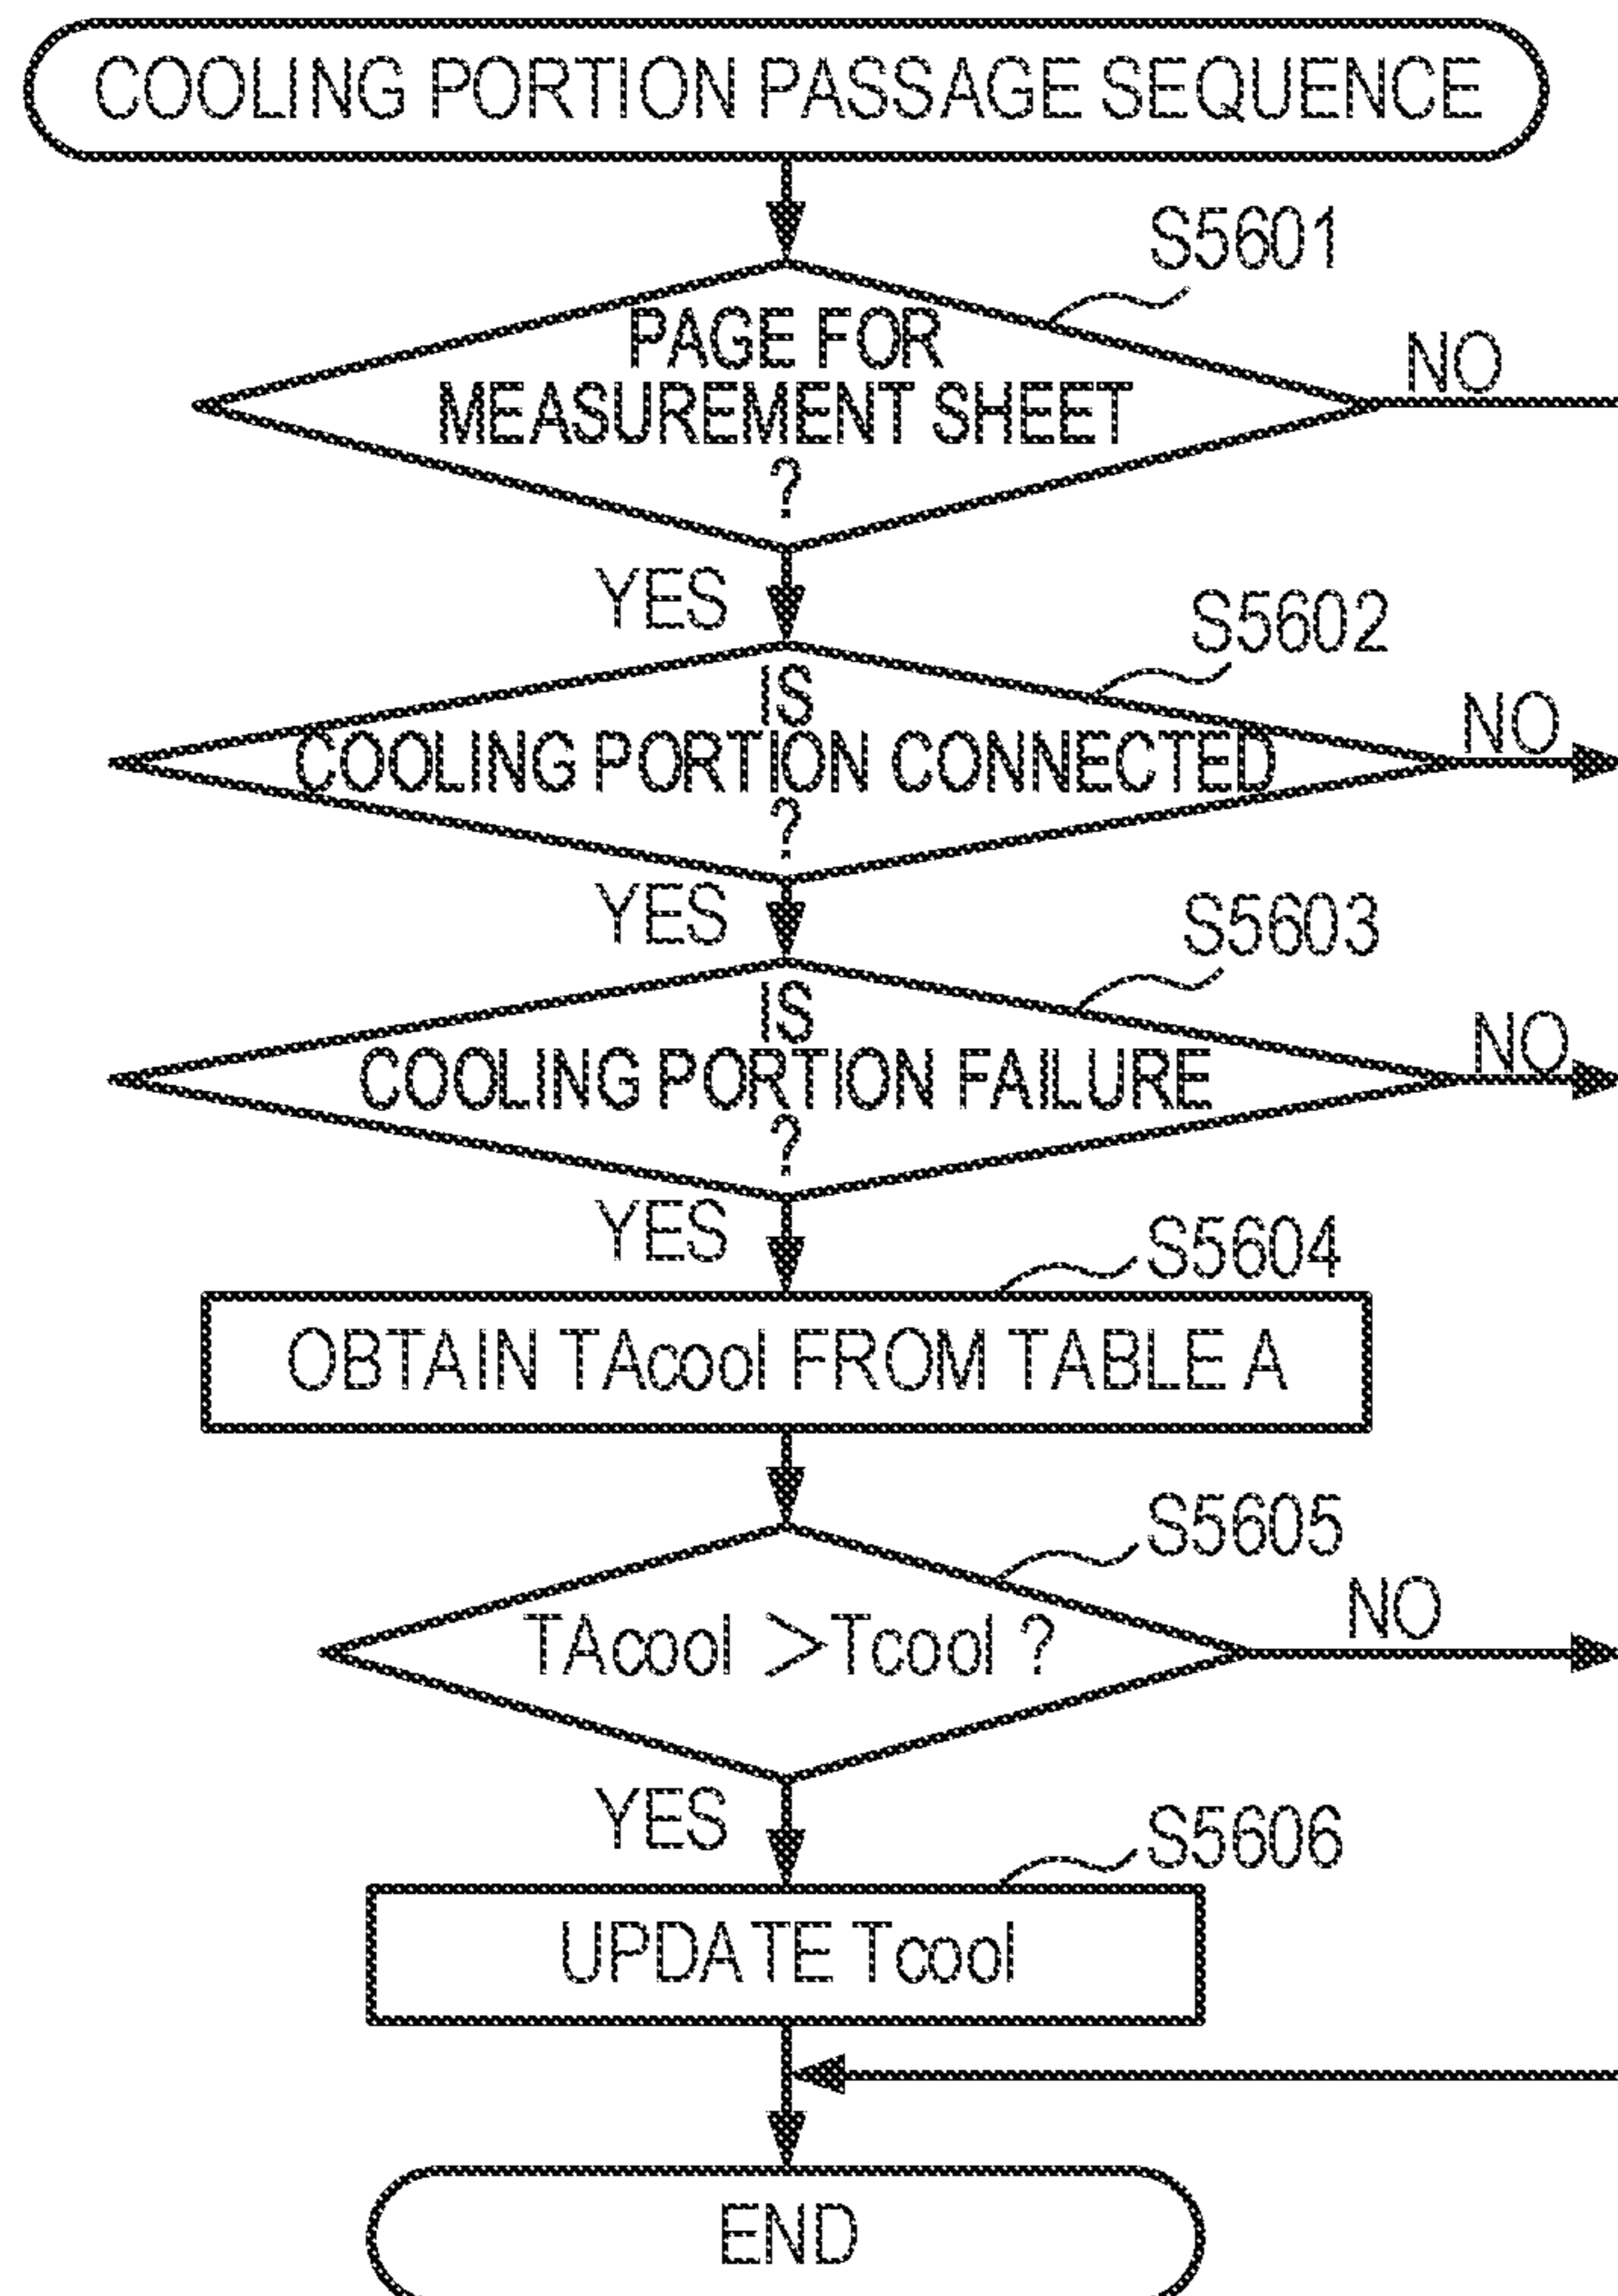 COOLING PORTION PASSAGE SEQUENCE
S5601
PAGE FOR
MEASUREMENT SHEET
?
NO
YES
S5602
IS
COOLING PORTION CONNECTED
?
NO
YES
S5603
IS
COOLING PORTION FAILURE
?
NO
YES
S5604
OBTAIN TAcool FROM TABLE A
S5605
TAcool >Tcool ?
NO
YES
S5606
UPDATE Tcool
END